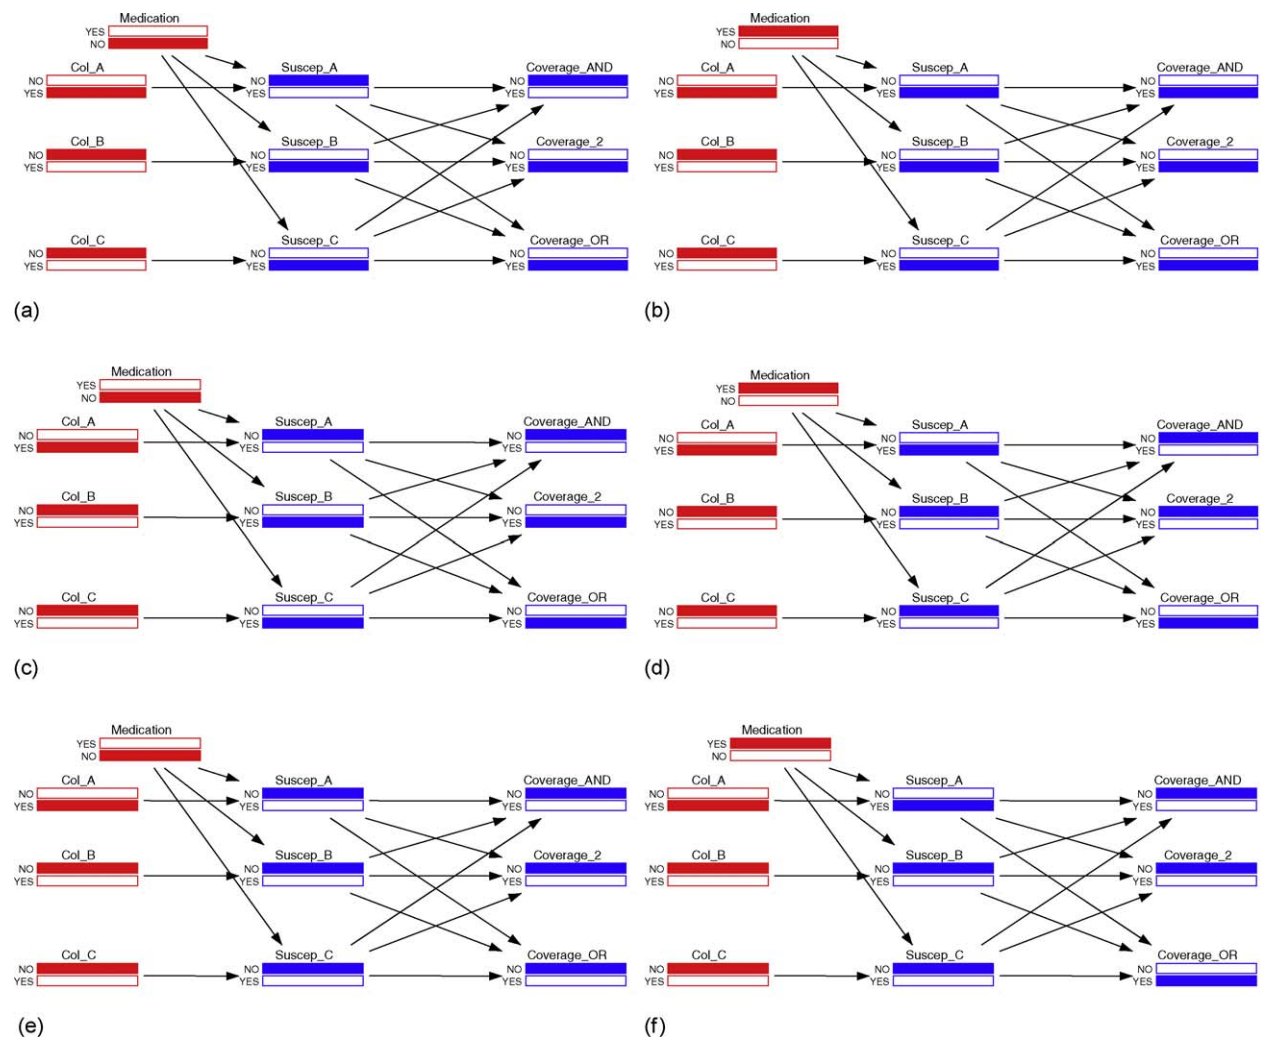 Medication
YES
NO
Col_A
NO
YES
Suscep_A
NO
YES
Coverage_AND
NO
YES
Col_B
NO
YES
Suscep_B
NO
YES
Coverage_2
NO
YES
Col_C
NO
YES
Suscep_C
NO
YES
Coverage_OR
NO
YES
(a)
Medication
YES
NO
Col_A
NO
YES
Suscep_A
NO
YES
Coverage_AND
NO
YES
Col_B
NO
YES
Suscep_B
NO
YES
Coverage_2
NO
YES
Col_C
NO
YES
Suscep_C
NO
YES
Coverage_OR
NO
YES
(b)
Medication
YES
NO
Col_A
NO
YES
Suscep_A
NO
YES
Coverage_AND
NO
YES
Col_B
NO
YES
Suscep_B
NO
YES
Coverage_2
NO
YES
Col_C
NO
YES
Suscep_C
NO
YES
Coverage_OR
NO
YES
(c)
Medication
YES
NO
Col_A
NO
YES
Suscep_A
NO
YES
Coverage_AND
NO
YES
Col_B
NO
YES
Suscep_B
NO
YES
Coverage_2
NO
YES
Col_C
NO
YES
Suscep_C
NO
YES
Coverage_OR
NO
YES
(d)
Medication
YES
NO
Col_A
NO
YES
Suscep_A
NO
YES
Coverage_AND
NO
YES
Col_B
NO
YES
Suscep_B
NO
YES
Coverage_2
NO
YES
Col_C
NO
YES
Suscep_C
NO
YES
Coverage_OR
NO
YES
(e)
Medication
YES
NO
Col_A
NO
YES
Suscep_A
NO
YES
Coverage_AND
NO
YES
Col_B
NO
YES
Suscep_B
NO
YES
Coverage_2
NO
YES
Col_C
NO
YES
Suscep_C
NO
YES
Coverage_OR
NO
YES
(f)